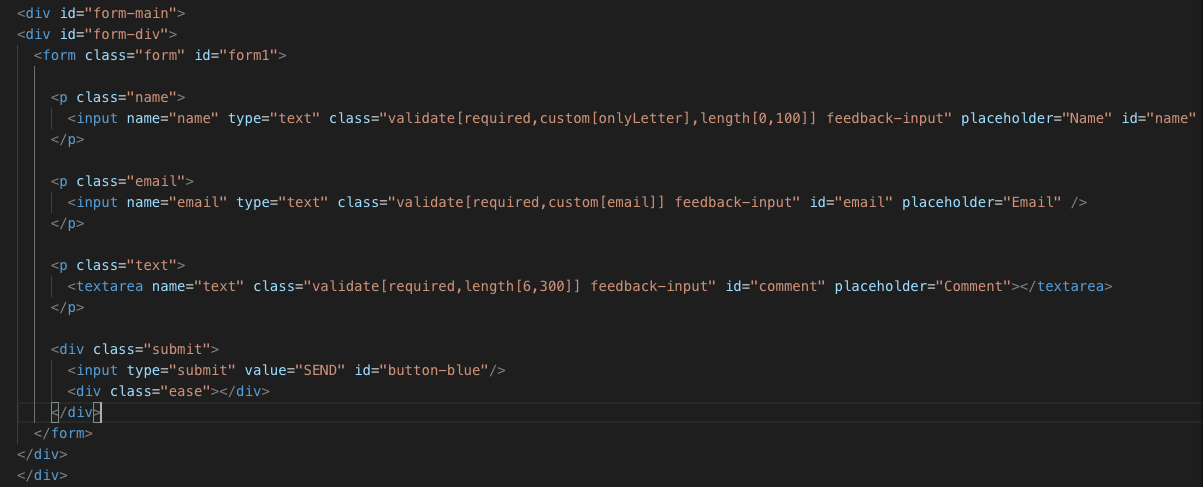 <div id="form-main">
<div id="form-div">
<form class="form" id="form1">
<p class="name">
<input name="name" type="text" class="validate[required,custom[onlyLetter],length[0,100]] feedback-input" placeholder="Name" id="name"
</p>
<p class="email">
<input name="email" type="text" class="validate[required,custom[email]] feedback-input" id="email" placeholder="Email" />
</p>
<p class="text">
<textarea name="text" class="validate[required,length[6,300]] feedback-input" id="comment" placeholder="Comment"></textarea>
</p>
<div class="submit">
<input type="submit" value="SEND" id="button-blue"/>
<div class="ease"></div>
</div>
</form>
</div>
</div>